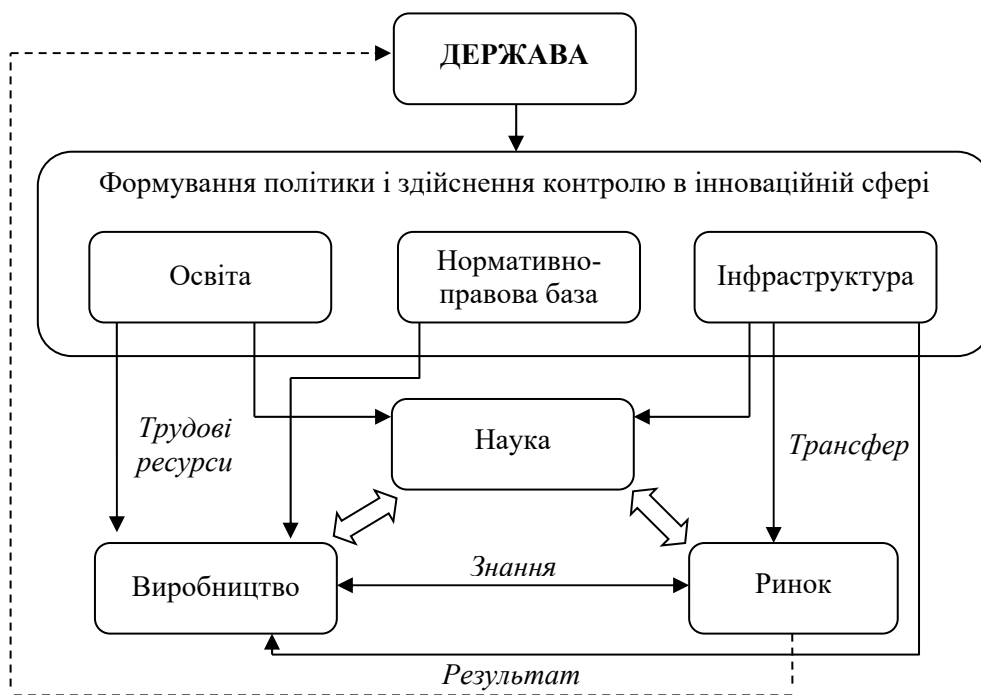 ДЕРЖАВА
Формування політики і здійснення контролю в інноваційній сфері
Освіта
Нормативно-
правова база
Інфраструктура
Трудові
ресурси
Наука
Трансфер
Виробництво
Знання
Ринок
Результат